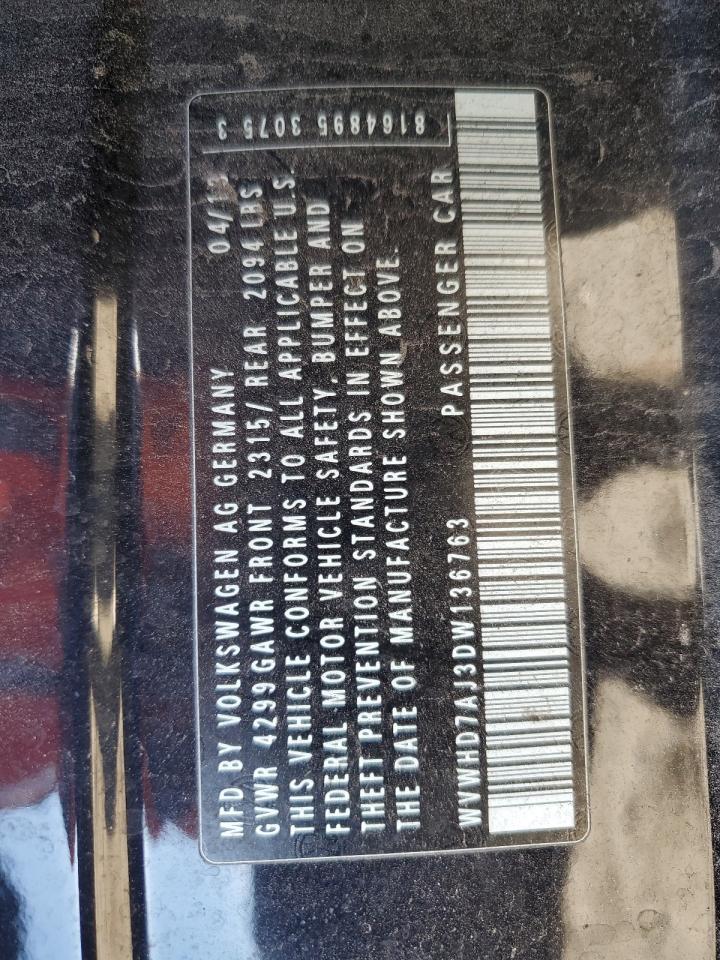 MFD BY VOLKSWAGEN AG GERMANY
GVWR 4299GAWR FRONT 2315/REAR 2094 LBS
THIS VEHICLE CONFORMS TO ALL APPLICABLE U.S.
FEDERAL MOTOR VEHICLE SAFETY, BUMPER AND
THEFT PREVENTION STANDARDS IN EFFECT ON
THE DATE OF MANUFACTURE SHOWN ABOVE.
WVWHD7AJ3DW136763 PASSENGER CAR
8164895 3075 3